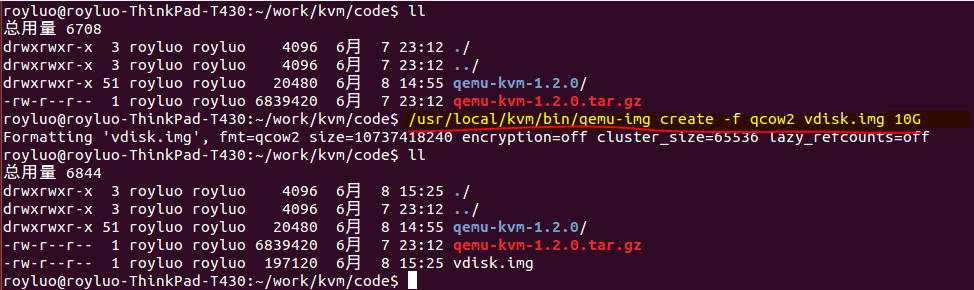 royluo@royluo-ThinkPad-T430:~/work/kvm/code$ ll
总用量 6708
drwxrwxr-x  3 royluo royluo    4096  6月  7 23:12 ./
drwxrwxr-x  3 royluo royluo    4096  6月  7 23:12 ../
drwxrwxr-x 51 royluo royluo   20480  6月  8 14:55 qemu-kvm-1.2.0/
-rw-r--r--  1 royluo royluo 6839420  6月  7 23:12 qemu-kvm-1.2.0.tar.gz
royluo@royluo-ThinkPad-T430:~/work/kvm/code$ /usr/local/kvm/bin/qemu-img create -f qcow2 vdisk.img 10G
Formatting 'vdisk.img', fmt=qcow2 size=10737418240 encryption=off cluster_size=65536 lazy_refcounts=off
royluo@royluo-ThinkPad-T430:~/work/kvm/code$ ll
总用量 6844
drwxrwxr-x  3 royluo royluo    4096  6月  8 15:25 ./
drwxrwxr-x  3 royluo royluo    4096  6月  7 23:12 ../
drwxrwxr-x 51 royluo royluo   20480  6月  8 14:55 qemu-kvm-1.2.0/
-rw-r--r--  1 royluo royluo 6839420  6月  7 23:12 qemu-kvm-1.2.0.tar.gz
-rw-r--r--  1 royluo royluo  197120  6月  8 15:25 vdisk.img
royluo@royluo-ThinkPad-T430:~/work/kvm/code$